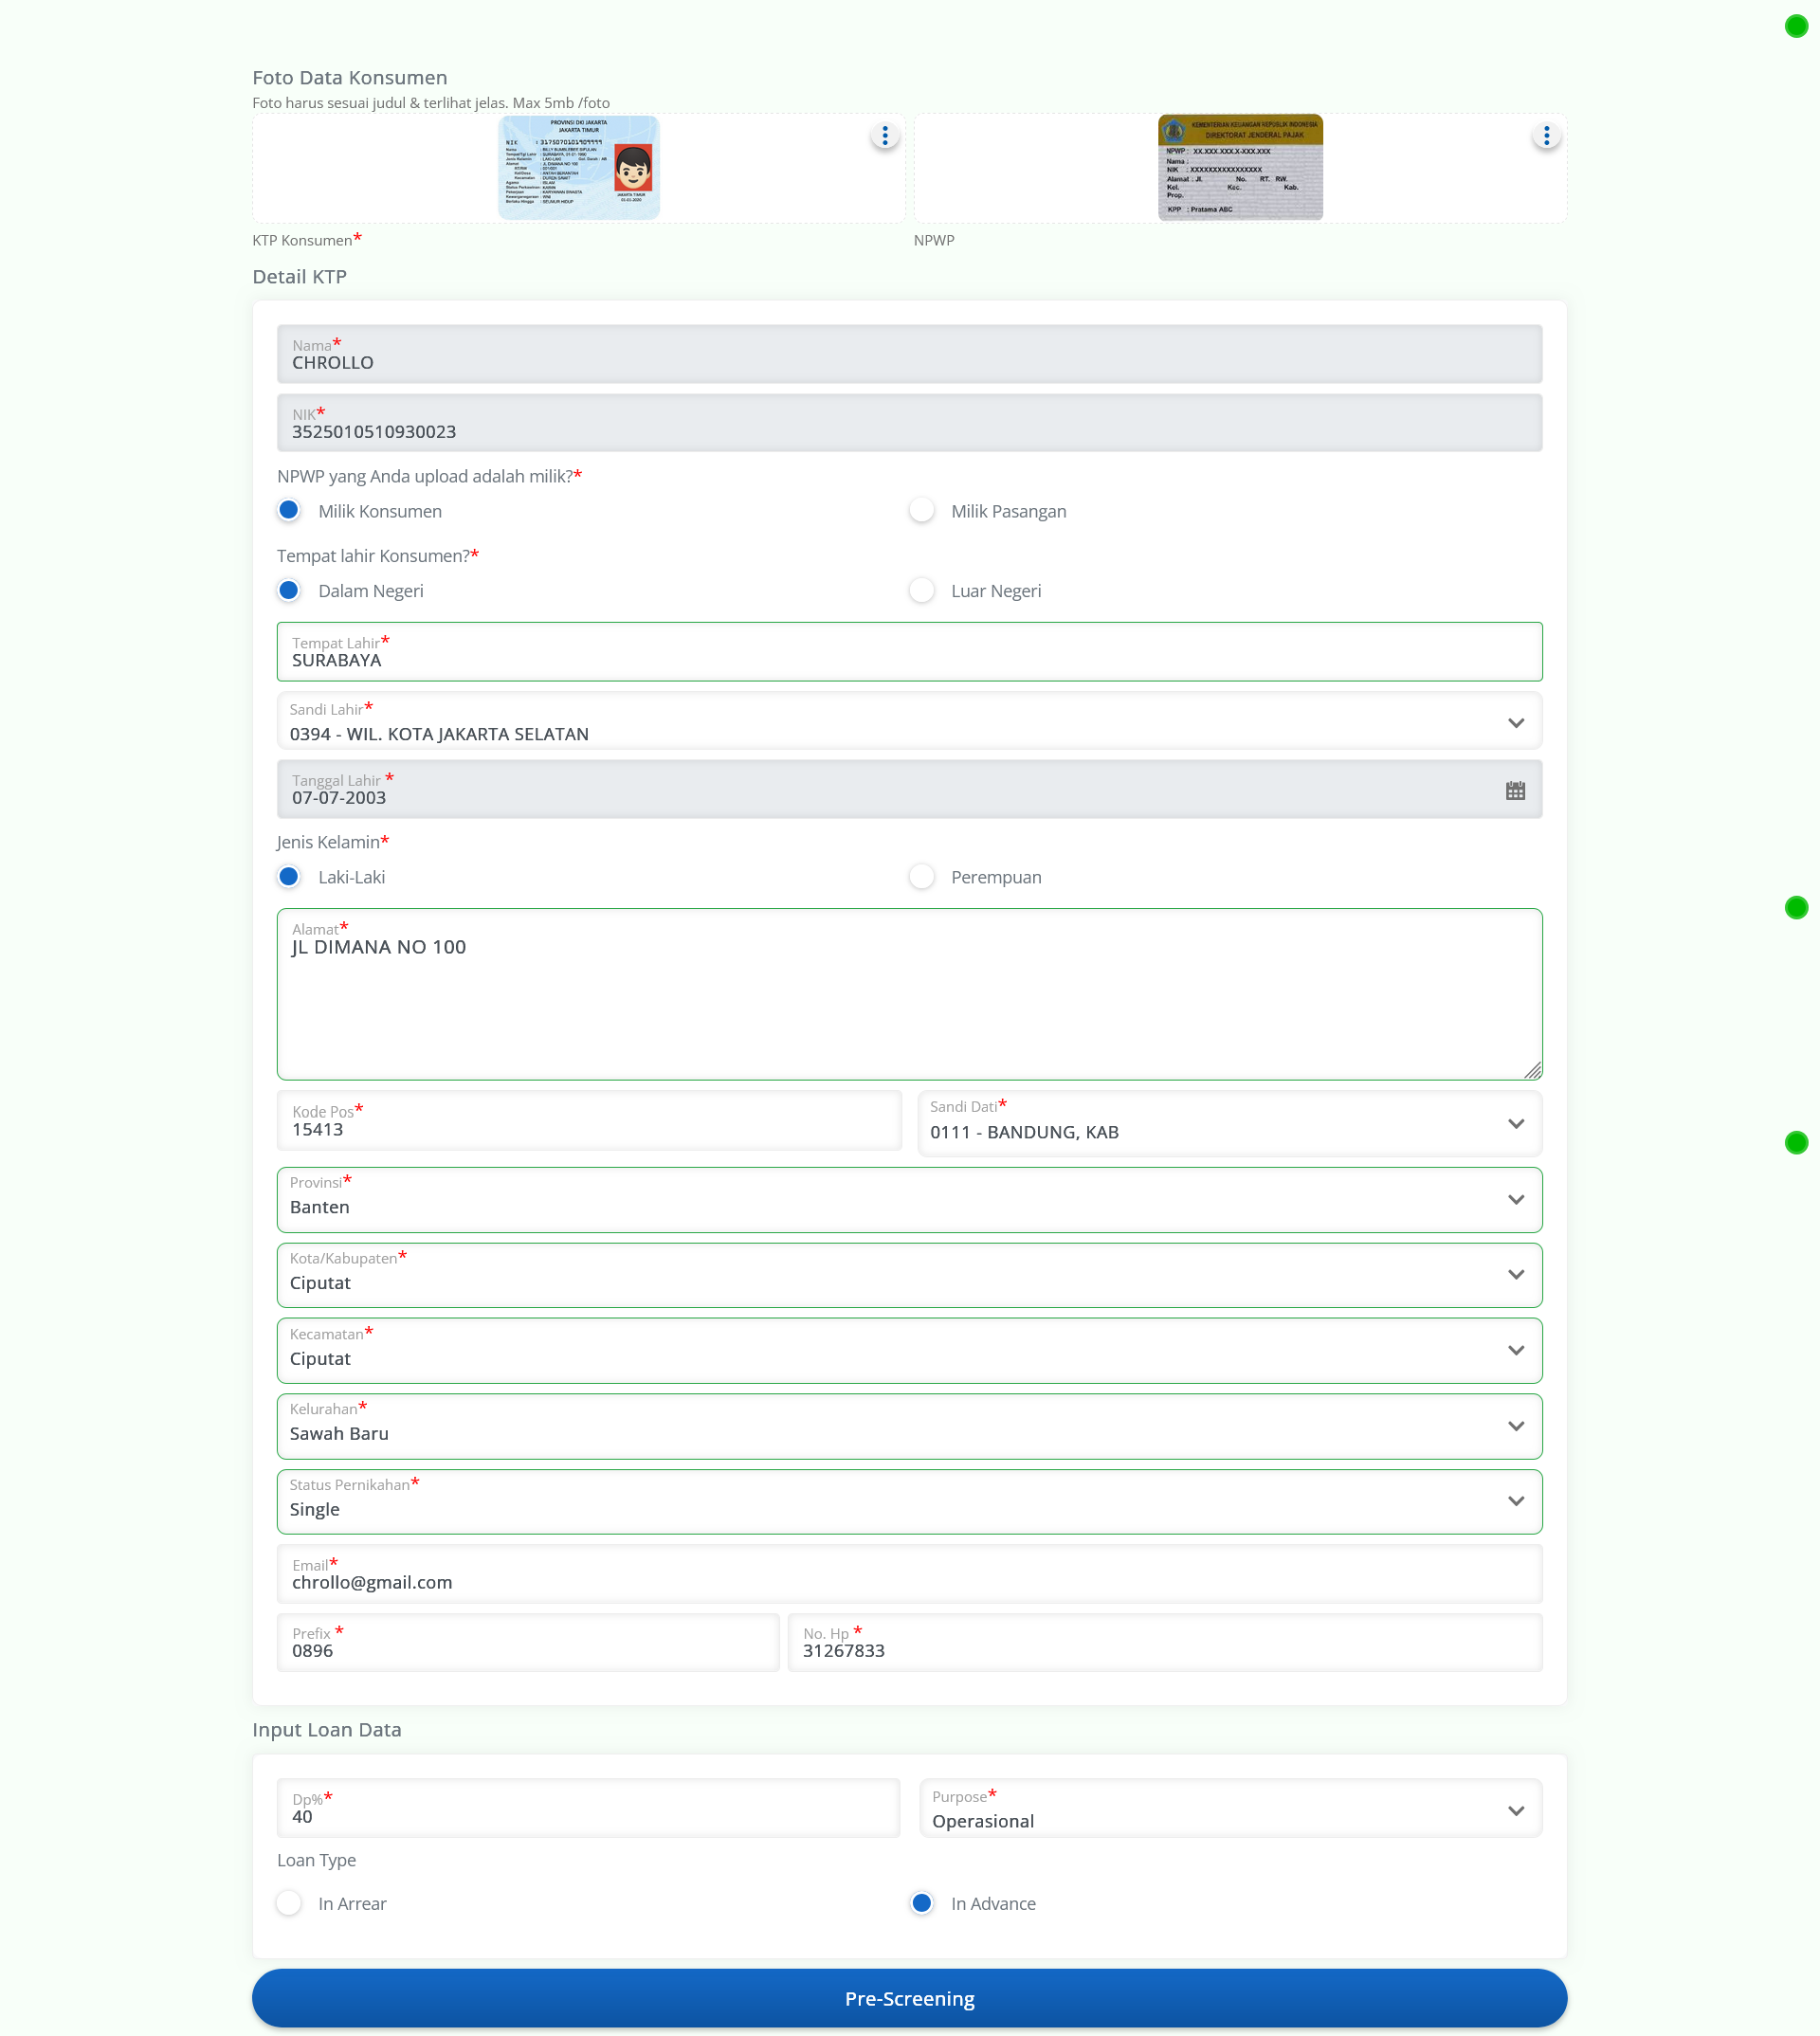 Foto Data Konsumen
Foto harus sesuai judul & terlihat jelas. Max 5mb /foto
PROVINSI DKI JAKARTA
JAKARTA TIMUR
NIK : 3175070101909999
JAKARTA TIMUR
KEMENTERIAN KEUANGAN REPUBLIK INDONESIA
DIREKTORAT JENDERAL PAJAK
NPWP : XX.XXX.XXX.X-XXX.XXX
Nama :
NIK : XXXXXXXXXXXXXXXX
Alamat : Jl. No. RT. RW.
Kel. Kec. Kab.
Prop.
KPP : Pratama ABC
KTP Konsumen*
NPWP
Detail KTP
Nama*
CHROLLO
NIK*
3525010510930023
NPWP yang Anda upload adalah milik?*
Milik Konsumen
Milik Pasangan
Tempat lahir Konsumen?*
Dalam Negeri
Luar Negeri
Tempat Lahir*
SURABAYA
Sandi Lahir*
0394 - WIL. KOTA JAKARTA SELATAN
Tanggal Lahir *
07-07-2003
Jenis Kelamin*
Laki-Laki
Perempuan
Alamat*
JL DIMANA NO 100
Kode Pos*
15413
Sandi Dati*
0111 - BANDUNG, KAB
Provinsi*
Banten
Kota/Kabupaten*
Ciputat
Kecamatan*
Ciputat
Kelurahan*
Sawah Baru
Status Pernikahan*
Single
Email*
chrollo@gmail.com
Prefix *
0896
No. Hp *
31267833
Input Loan Data
Dp%*
40
Purpose*
Operasional
Loan Type
In Arrear
In Advance
Pre-Screening